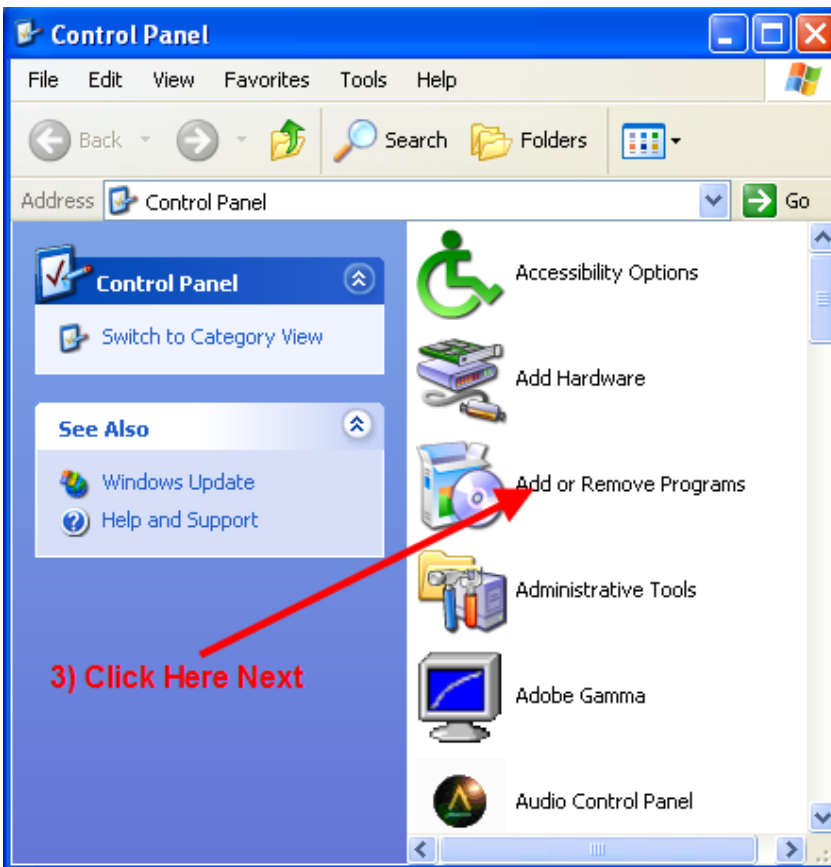 Control Panel
File Edit View Favorites Tools Help
Back Search Folders
Address Control Panel Go
Control Panel
Switch to Category View
See Also
Windows Update
Help and Support
Accessibility Options
Add Hardware
Add or Remove Programs
Administrative Tools
Adobe Gamma
Audio Control Panel
3) Click Here Next